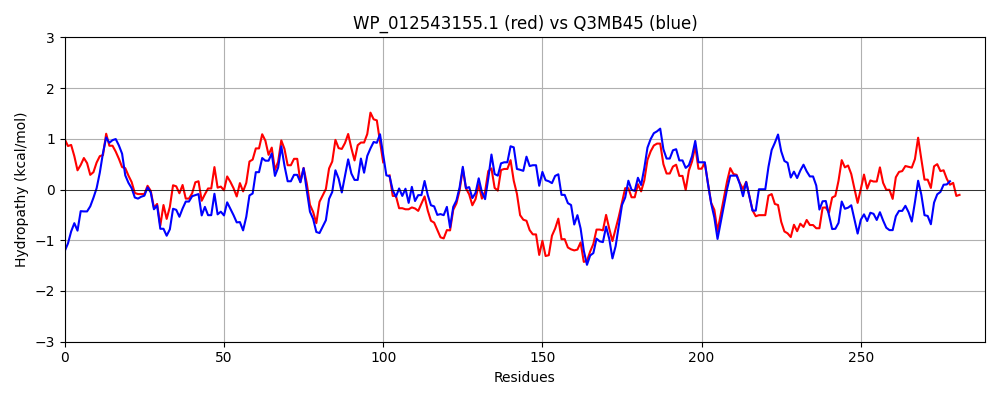 WP_012543155.1 (red) vs Q3MB45 (blue)
Hydropathy (kcal/mol)
3
2
1
0
−1
−2
−3
0 50 100 150 200 250
Residues